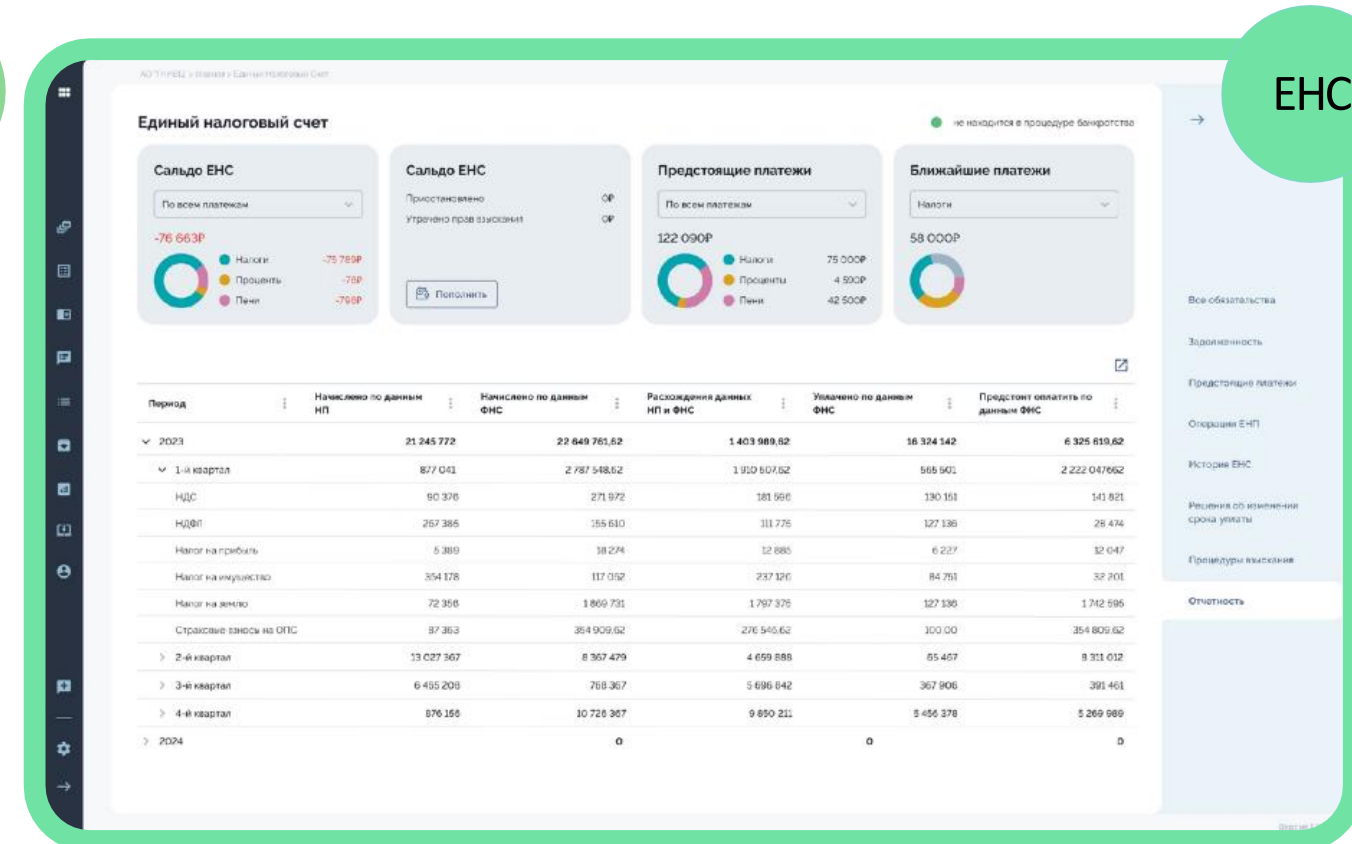 ЕНС
Единый Налоговый Счет
Единый налоговый счет
не находится в процедуре банкротства
Сальдо ЕНС
По всем платежам
-76 663₽
Налоги -75 789₽
Проценты -78₽
Пени -796₽
Сальдо ЕНС
Приостановлено 0₽
Утрачено прав взыскания 0₽
Пополнить
Предстоящие платежи
По всем платежам
122 090₽
Налоги 75 000₽
Проценты 4 590₽
Пени 42 500₽
Ближайшие платежи
Налоги
58 000₽
Период Начислено по данным НП Начислено по данным ФНС Расхождения данных НП и ФНС Уплачено по данным ФНС Предстоит оплатить по данным ФНС
2023 21 245 772 22 649 761,62 1 403 989,62 16 324 142 6 325 619,62
1-й квартал 877 041 2 787 548,62 1 910 507,62 565 501 2 222 047662
НДС 90 376 271 972 181 596 130 151 141 821
НДФЛ 267 385 155 610 111 775 127 136 28 474
Налог на прибыль 5 389 18 274 12 885 6 227 12 047
Налог на имущество 354 178 117 052 237 126 84 751 32 201
Налог на землю 72 356 1 869 731 1 797 375 127 136 1 742 595
Страховые взносы на ОПС 87 363 354 909,62 276 546,62 100,00 354 809,62
2-й квартал 13 027 367 8 367 479 4 659 888 65 467 8 311 012
3-й квартал 6 455 208 768 367 5 696 842 367 906 391 461
4-й квартал 876 156 10 726 367 9 850 211 5 456 378 5 269 989
2024 0 0 0
Все обязательства
Задолженность
Предстоящие платежи
Операции ЕНП
История ЕНС
Решения об изменении
срока уплаты
Процедуры взыскания
Отчетность